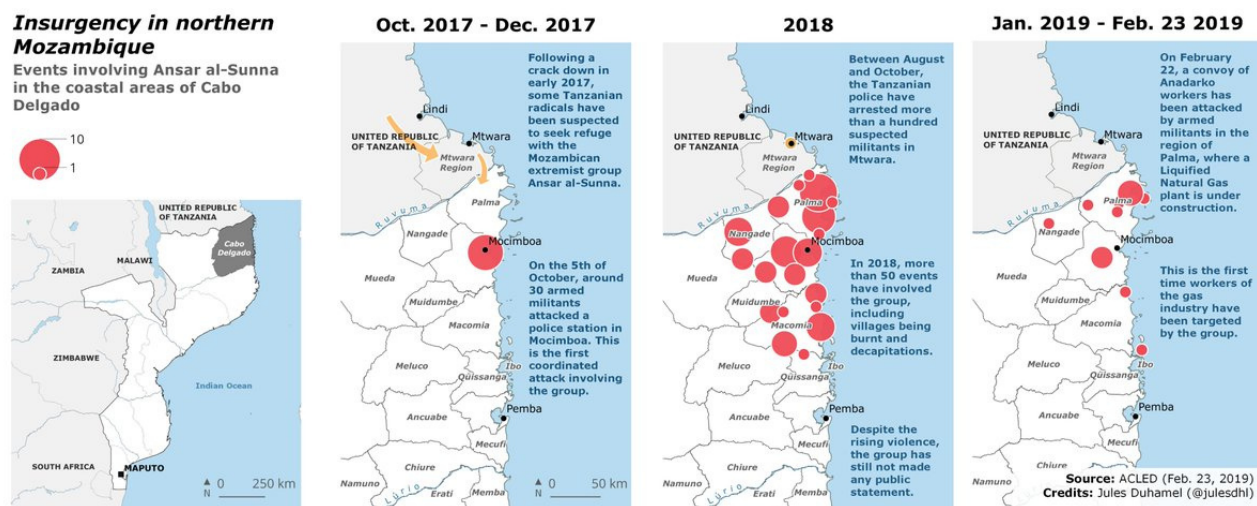 Insurgency in northern
Mozambique
Events involving Ansar al-Sunna
in the coastal areas of Cabo
Delgado
10
1
UNITED REPUBLIC
OF TANZANIA
Cabo
Delgado
MALAWI
ZAMBIA
ZIMBABWE
Indian Ocean
SOUTH AFRICA
MAPUTO
N 0 250 km
Oct. 2017 - Dec. 2017
Following a
crack down in
early 2017,
some Tanzanian
radicals have
been suspected
to seek refuge
with the
Mozambican
extremist group
Ansar al-Sunna.
Lindi
UNITED REPUBLIC
OF TANZANIA
Mtwara
Mtwara
Region
Ruvuma
Palma
Nangade
Mocimboa
Mueda
On the 5th of
October, around
30 armed
militants
attacked a
police station in
Mocimboa. This
is the first
coordinated
attack involving
the group.
Muidumbe
Macomia
Meluco
Ibo
Quissanga
Ancuabe
Pemba
Mecufi
Chiure
Namuno
Lúrio
Erati
Memba
N 0 50 km
2018
Between August
and October,
the Tanzanian
police have
arrested more
than a hundred
suspected
militants in
Mtwara.
Lindi
UNITED REPUBLIC
OF TANZANIA
Mtwara
Mtwara
Region
Ruvuma
Palma
Nangade
Mocimboa
Mueda
In 2018, more
than 50 events
have involved
the group,
including
villages being
burnt and
decapitations.
Muidumbe
Macomia
Meluco
Ibo
Quissanga
Ancuabe
Pemba
Mecufi
Despite the
rising violence,
the group has
still not made
any public
statement.
Chiure
Namuno
Lúrio
Erati
Memba
Jan. 2019 - Feb. 23 2019
On February
22, a convoy of
Anadarko
workers has
been attacked
by armed
militants in the
region of
Palma, where a
Liquified
Natural Gas
plant is under
construction.
Lindi
UNITED REPUBLIC
OF TANZANIA
Mtwara
Mtwara
Region
Ruvuma
Palma
Nangade
Mocimboa
Mueda
This is the first
time workers of
the gas
industry have
been targeted
by the group.
Muidumbe
Macomia
Meluco
Ibo
Quissanga
Ancuabe
Pemba
Mecufi
Chiure
Namuno
Source: ACLED (Feb. 23, 2019)
Credits: Jules Duhamel (@julesdhl)